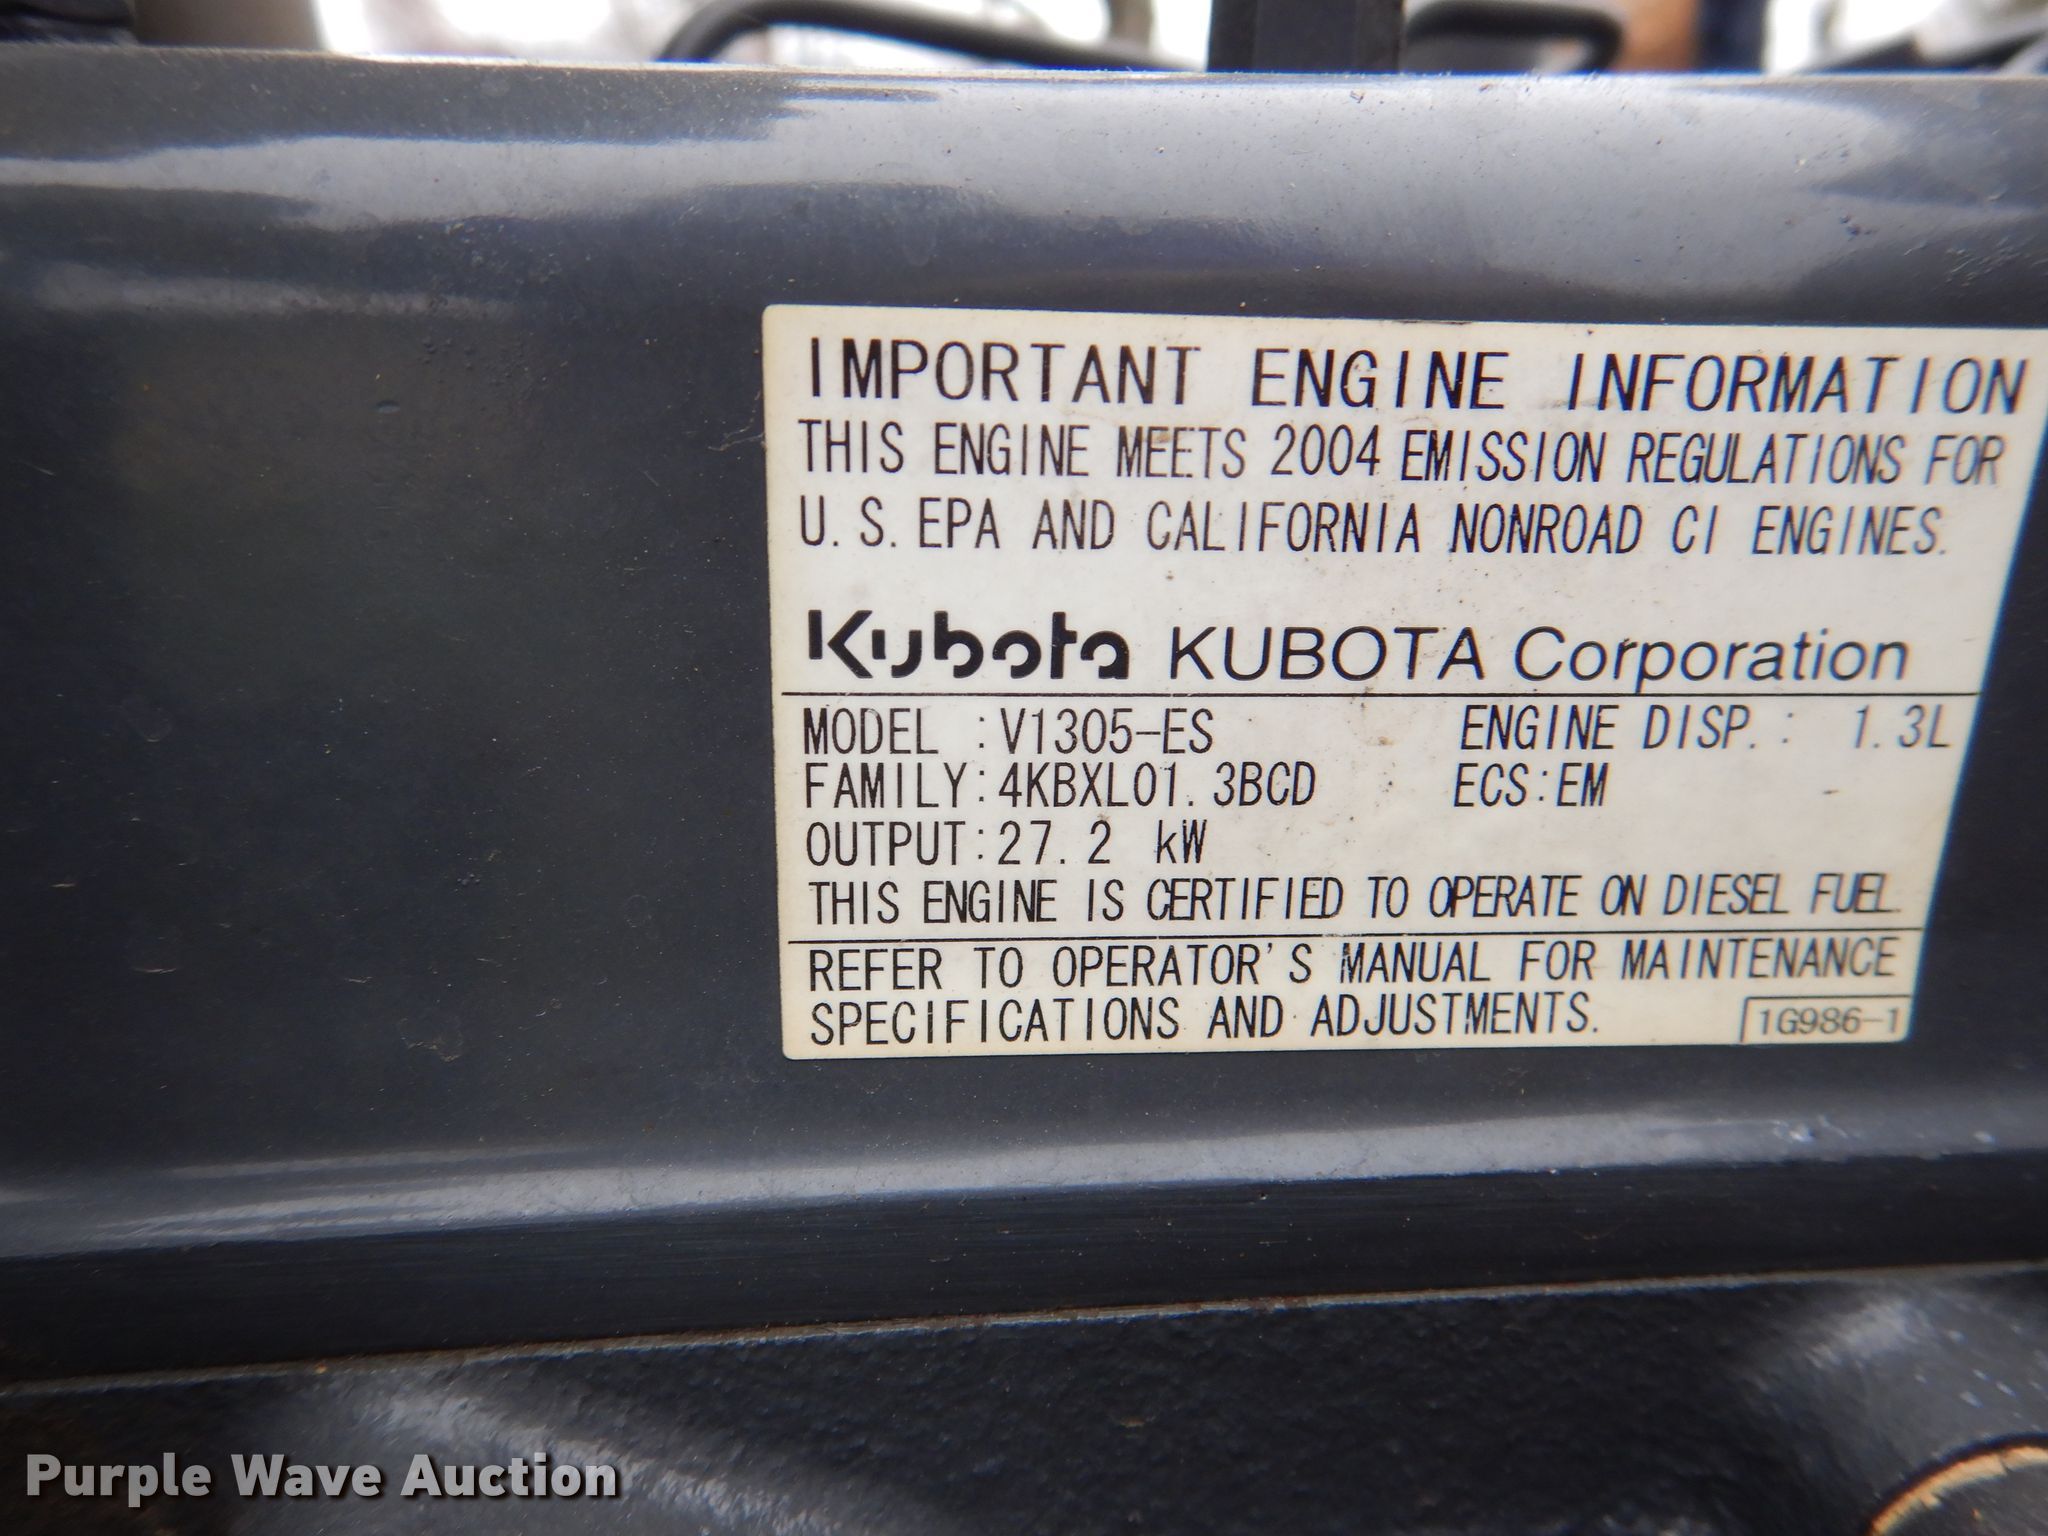 IMPORTANT ENGINE INFORMATION
THIS ENGINE MEETS 2004 EMISSION REGULATIONS FOR
U.S.EPA AND CALIFORNIA NONROAD CI ENGINES.
Kubota KUBOTA Corporation
MODEL :V1305-ES ENGINE DISP.: 1.3L
FAMILY:4KBXL01.3BCD ECS:EM
OUTPUT:27.2 kW
THIS ENGINE IS CERTIFIED TO OPERATE ON DIESEL FUEL.
REFER TO OPERATOR'S MANUAL FOR MAINTENANCE
SPECIFICATIONS AND ADJUSTMENTS.
1G986-1
Purple Wave Auction